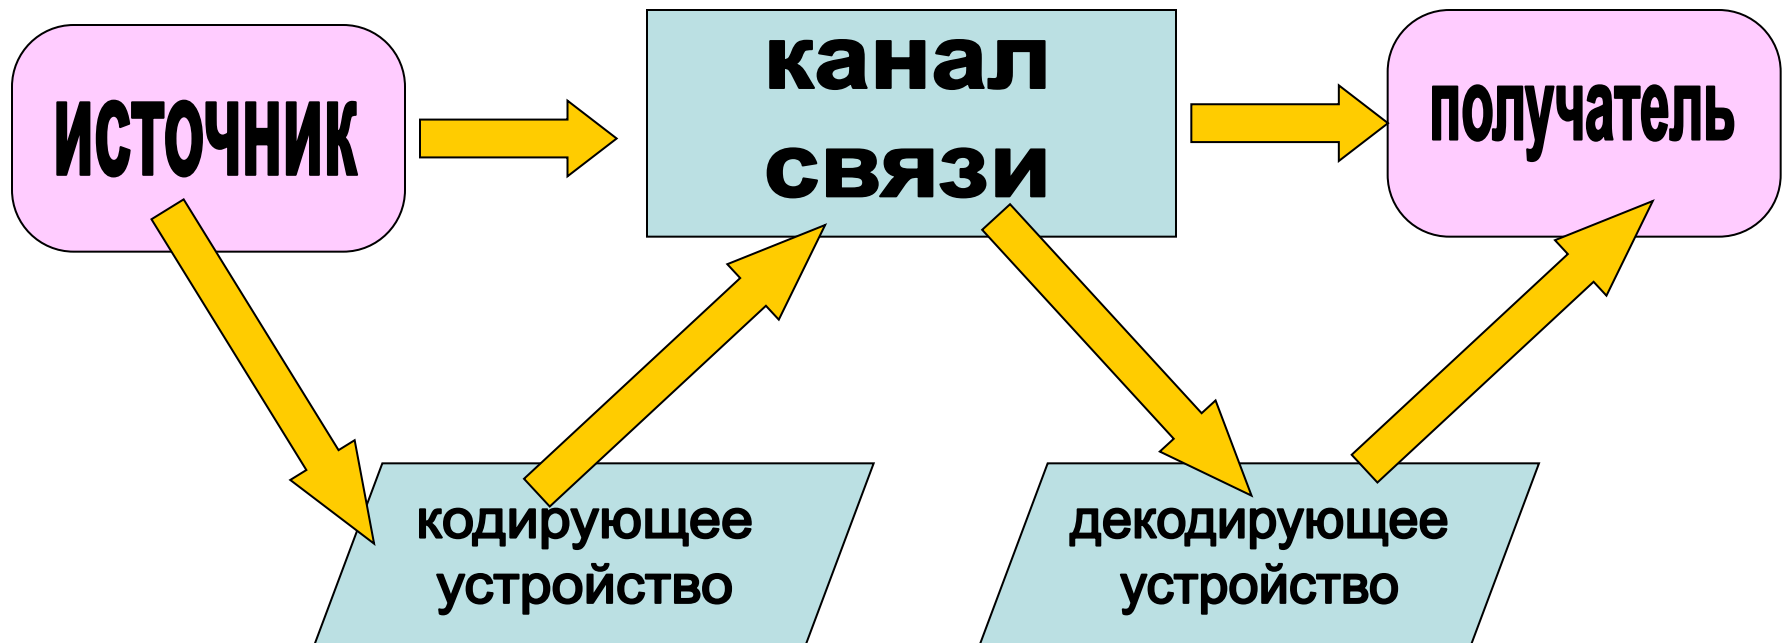 источник
канал
связи
получатель
кодирующее
устройство
декодирующее
устройство